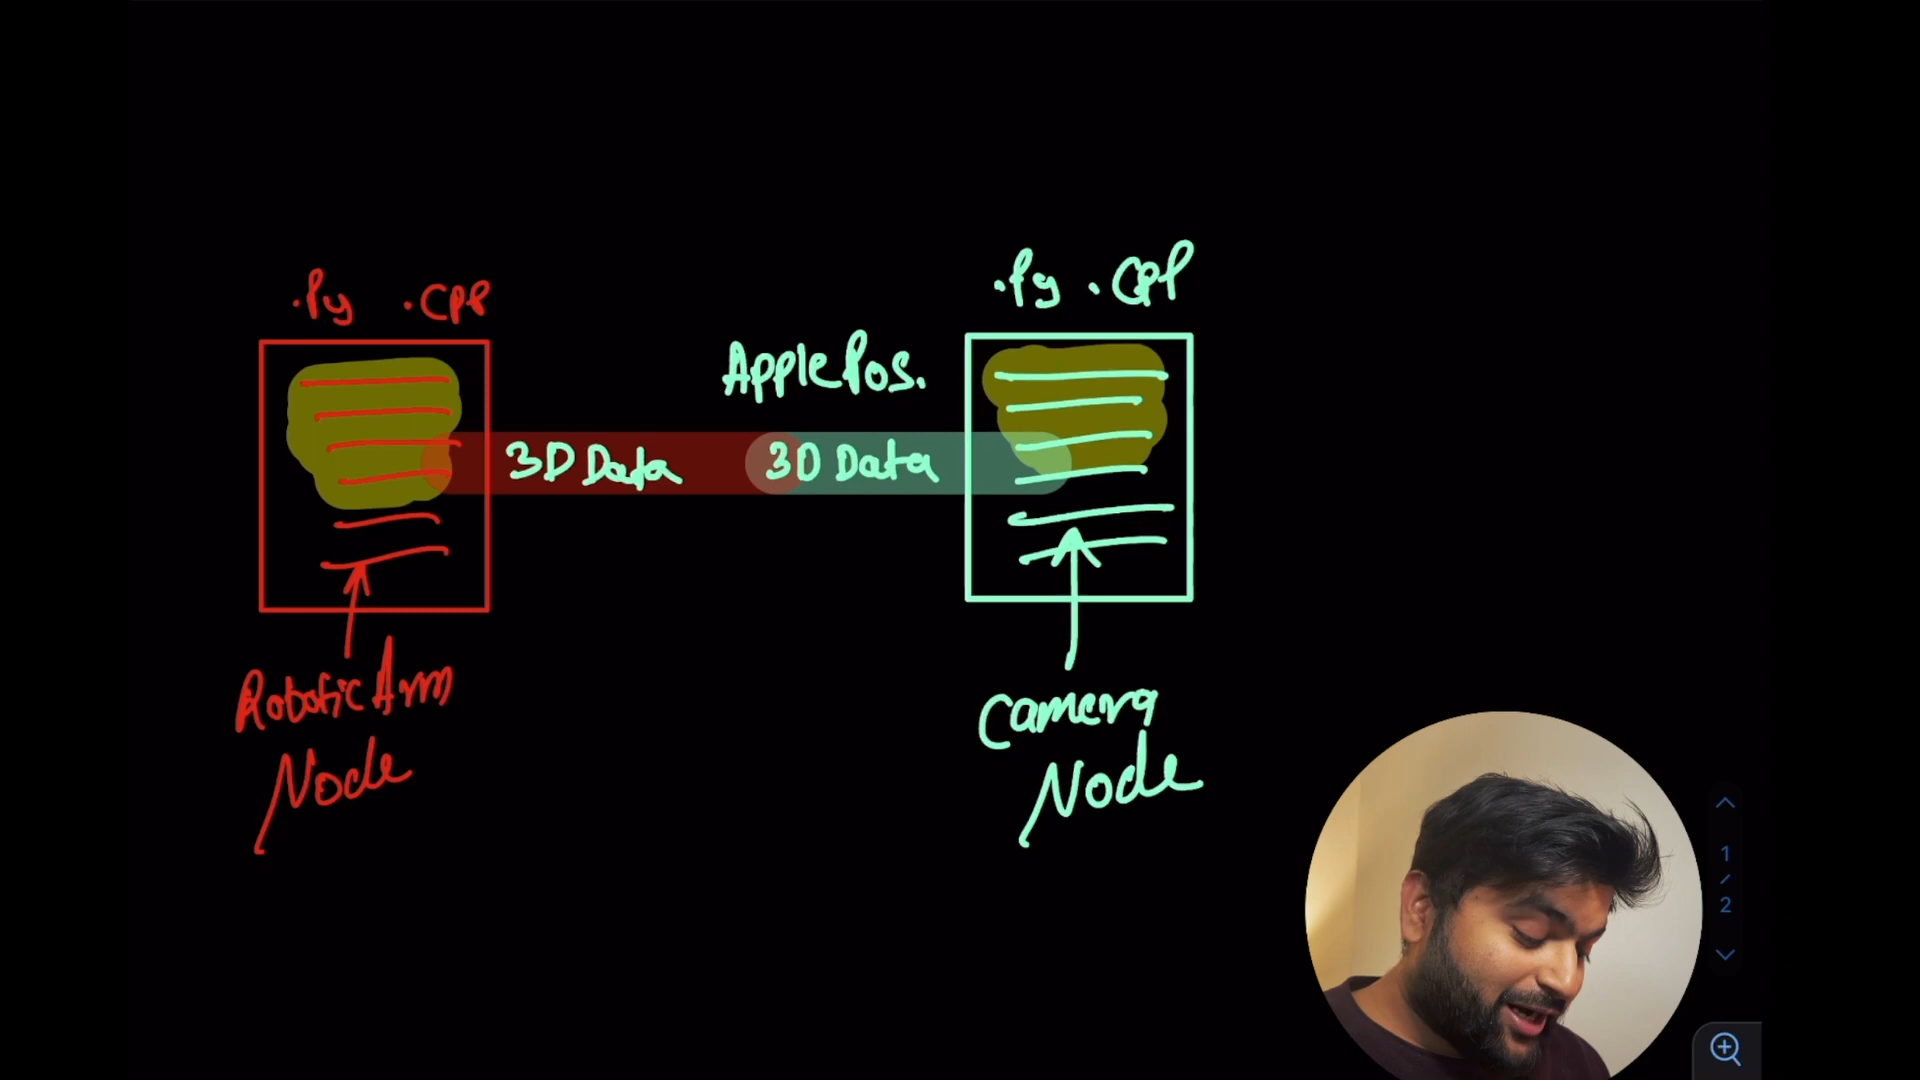 .Py .CPP
.Py .CPP
Apple Pos.
3D Data
3D Data
Robotic Arm
Node
Camera
Node
1
/
2